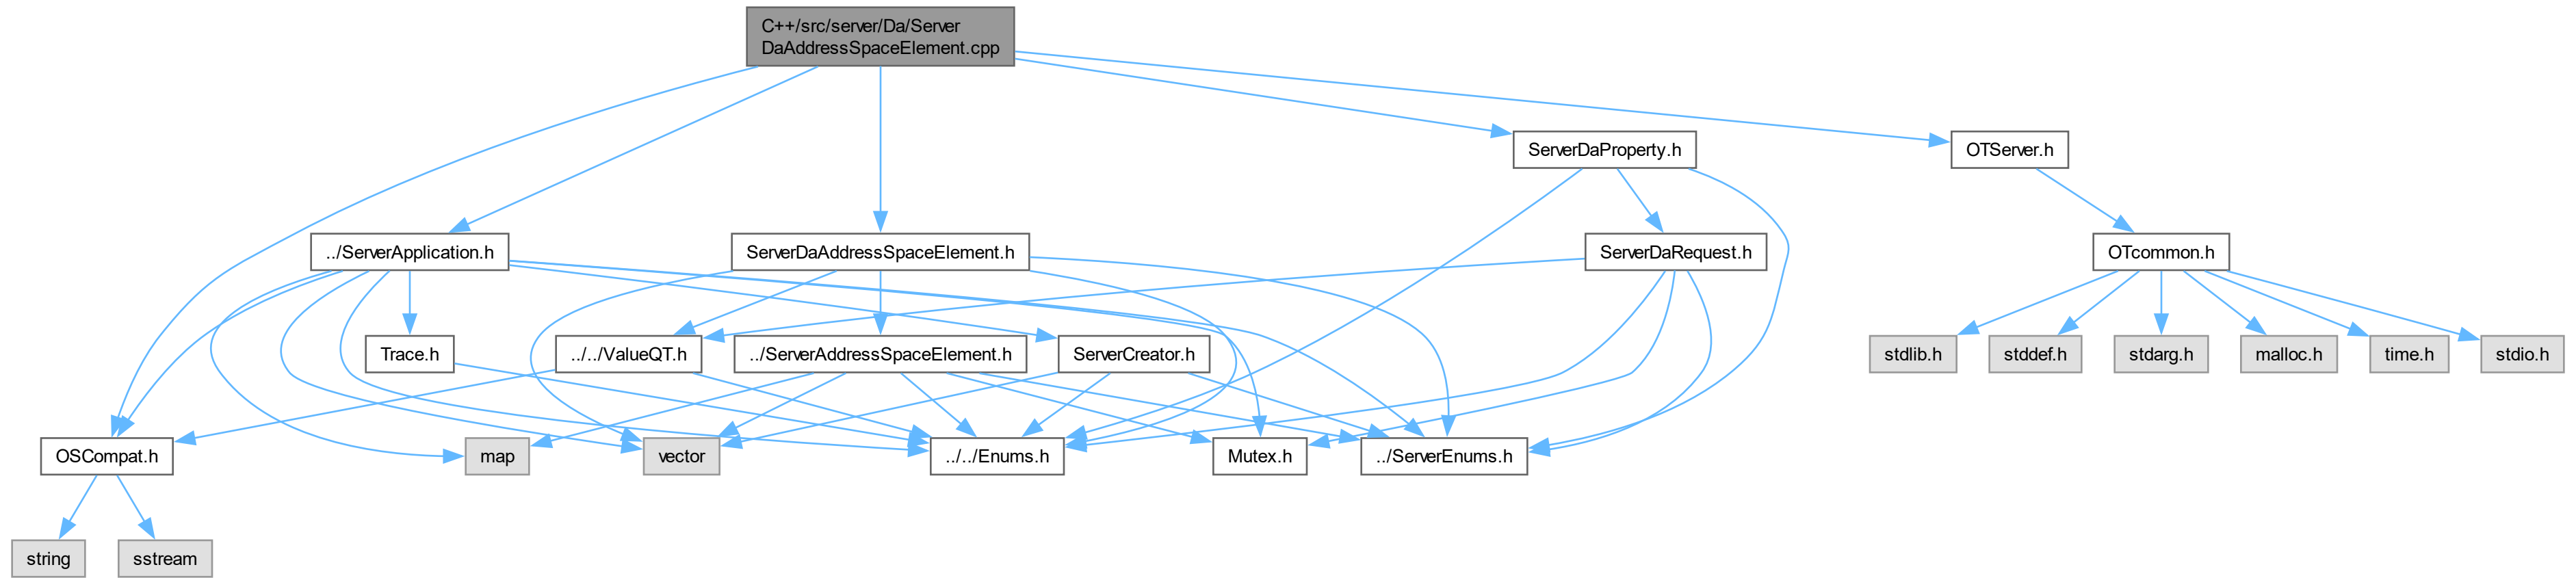 C++/src/server/Da/Server
DaAddressSpaceElement.cpp
ServerDaProperty.h
OTServer.h
../ServerApplication.h
ServerDaAddressSpaceElement.h
ServerDaRequest.h
OTcommon.h
Trace.h
../../ValueQT.h
../ServerAddressSpaceElement.h
ServerCreator.h
stdlib.h
stddef.h
stdarg.h
malloc.h
time.h
stdio.h
OSCompat.h
map
vector
../../Enums.h
Mutex.h
../ServerEnums.h
string
sstream